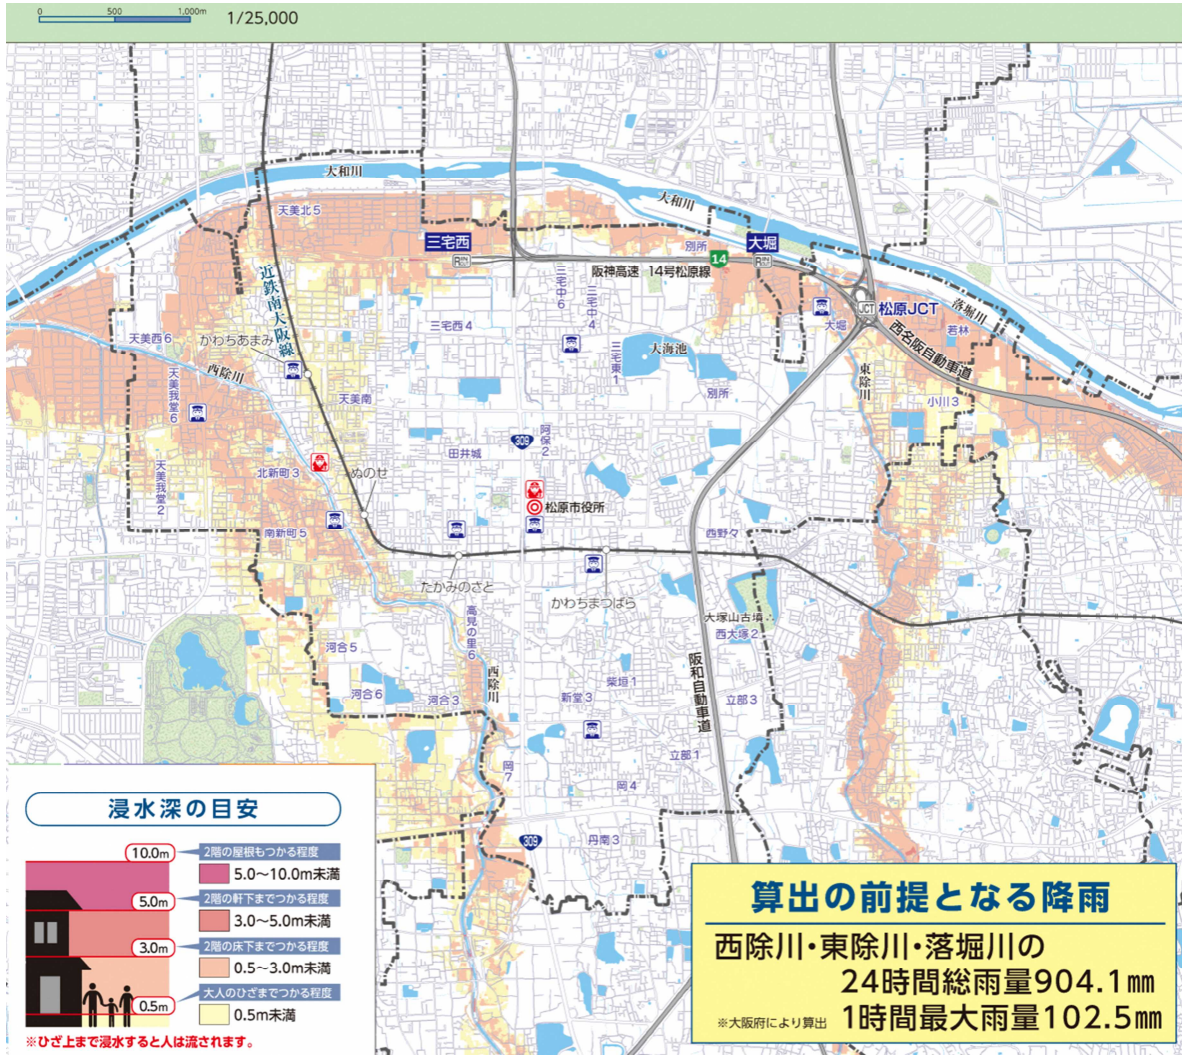 0 500 1,000m 1/25,000
大和川
天美北5
大和川
三宅西
大堀
別所
14
阪神高速 14号松原線
近鉄南大阪線
三宅中6
三宅中4
落堀川
JCT
松原JCT
天美西6
かわちあまみ
三宅西4
大海池
大堀
若林
西名阪自動車道
西除川
三宅東1
東除川
天美我堂6
天美南
別所
小川3
阿保2
309
田井城
天美我堂2
北新町3
ぬのせ
松原市役所
南新町5
西野々
たかみのさと
かわちまつばら
高見の里6
大塚山古墳
西大塚2
河合5
西除川
阪和自動車道
柴垣1
河合6
河合3
新堂3
立部3
立部1
岡7
岡4
丹南3
309
浸水深の目安
10.0m
2階の屋根もつかる程度
5.0〜10.0m未満
5.0m
2階の軒下までつかる程度
3.0〜5.0m未満
3.0m
2階の床下までつかる程度
0.5〜3.0m未満
0.5m
大人のひざまでつかる程度
0.5m未満
※ひざ上まで浸水すると人は流されます。
算出の前提となる降雨
西除川・東除川・落堀川の
24時間総雨量904.1㎜
※大阪府により算出 1時間最大雨量102.5㎜